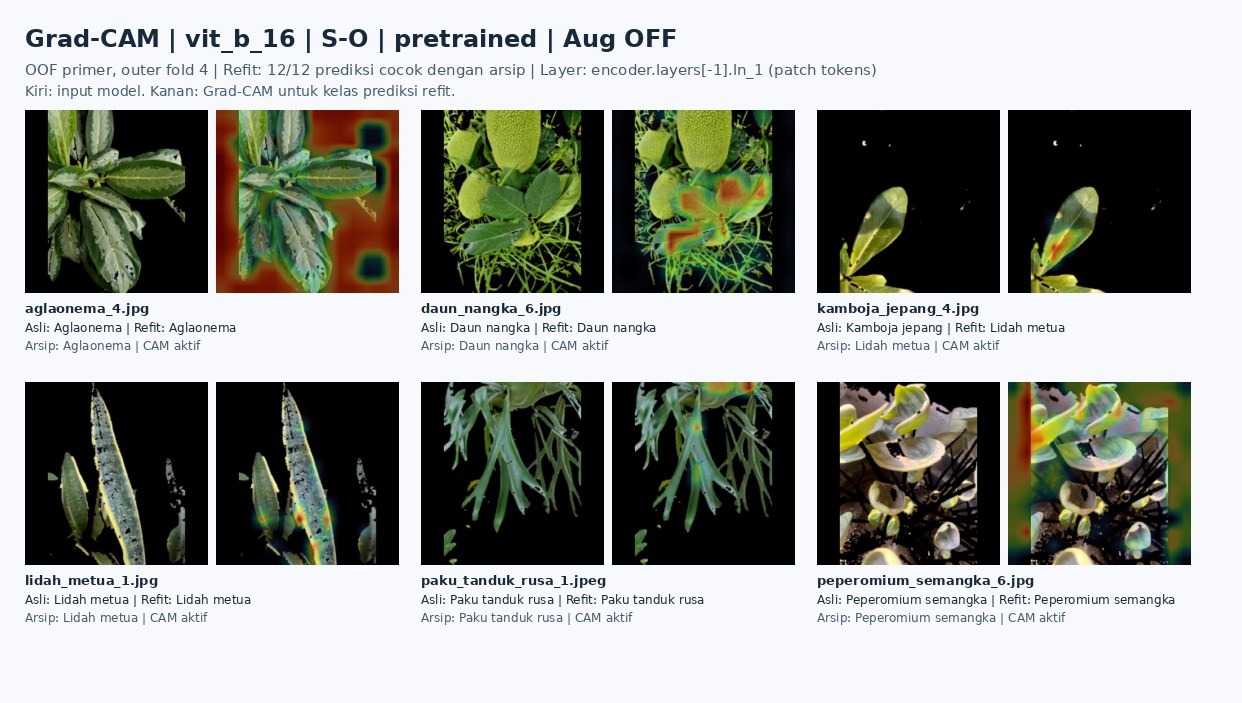 Grad-CAM | vit_b_16 | S-O | pretrained | Aug OFF
OOF primer, outer fold 4 | Refit: 12/12 prediksi cocok dengan arsip | Layer: encoder.layers[-1].ln_1 (patch tokens)
Kiri: input model. Kanan: Grad-CAM untuk kelas prediksi refit.
aglaonema_4.jpg
Asli: Aglaonema | Refit: Aglaonema
Arsip: Aglaonema | CAM aktif
daun_nangka_6.jpg
Asli: Daun nangka | Refit: Daun nangka
Arsip: Daun nangka | CAM aktif
kamboja_jepang_4.jpg
Asli: Kamboja jepang | Refit: Lidah metua
Arsip: Lidah metua | CAM aktif
lidah_metua_1.jpg
Asli: Lidah metua | Refit: Lidah metua
Arsip: Lidah metua | CAM aktif
paku_tanduk_rusa_1.jpeg
Asli: Paku tanduk rusa | Refit: Paku tanduk rusa
Arsip: Paku tanduk rusa | CAM aktif
peperomium_semangka_6.jpg
Asli: Peperomium semangka | Refit: Peperomium semangka
Arsip: Peperomium semangka | CAM aktif